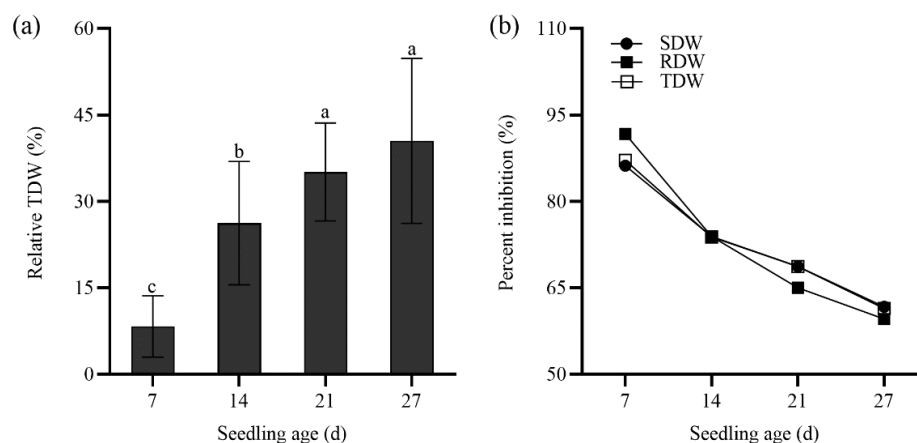 (a)
Relative TDW (%)
60
45
30
15
0
c
b
a
a
7 14 21 27
Seedling age (d)
(b)
Percent inhibition (%)
110
95
80
65
50
SDW
RDW
TDW
7 14 21 27
Seedling age (d)